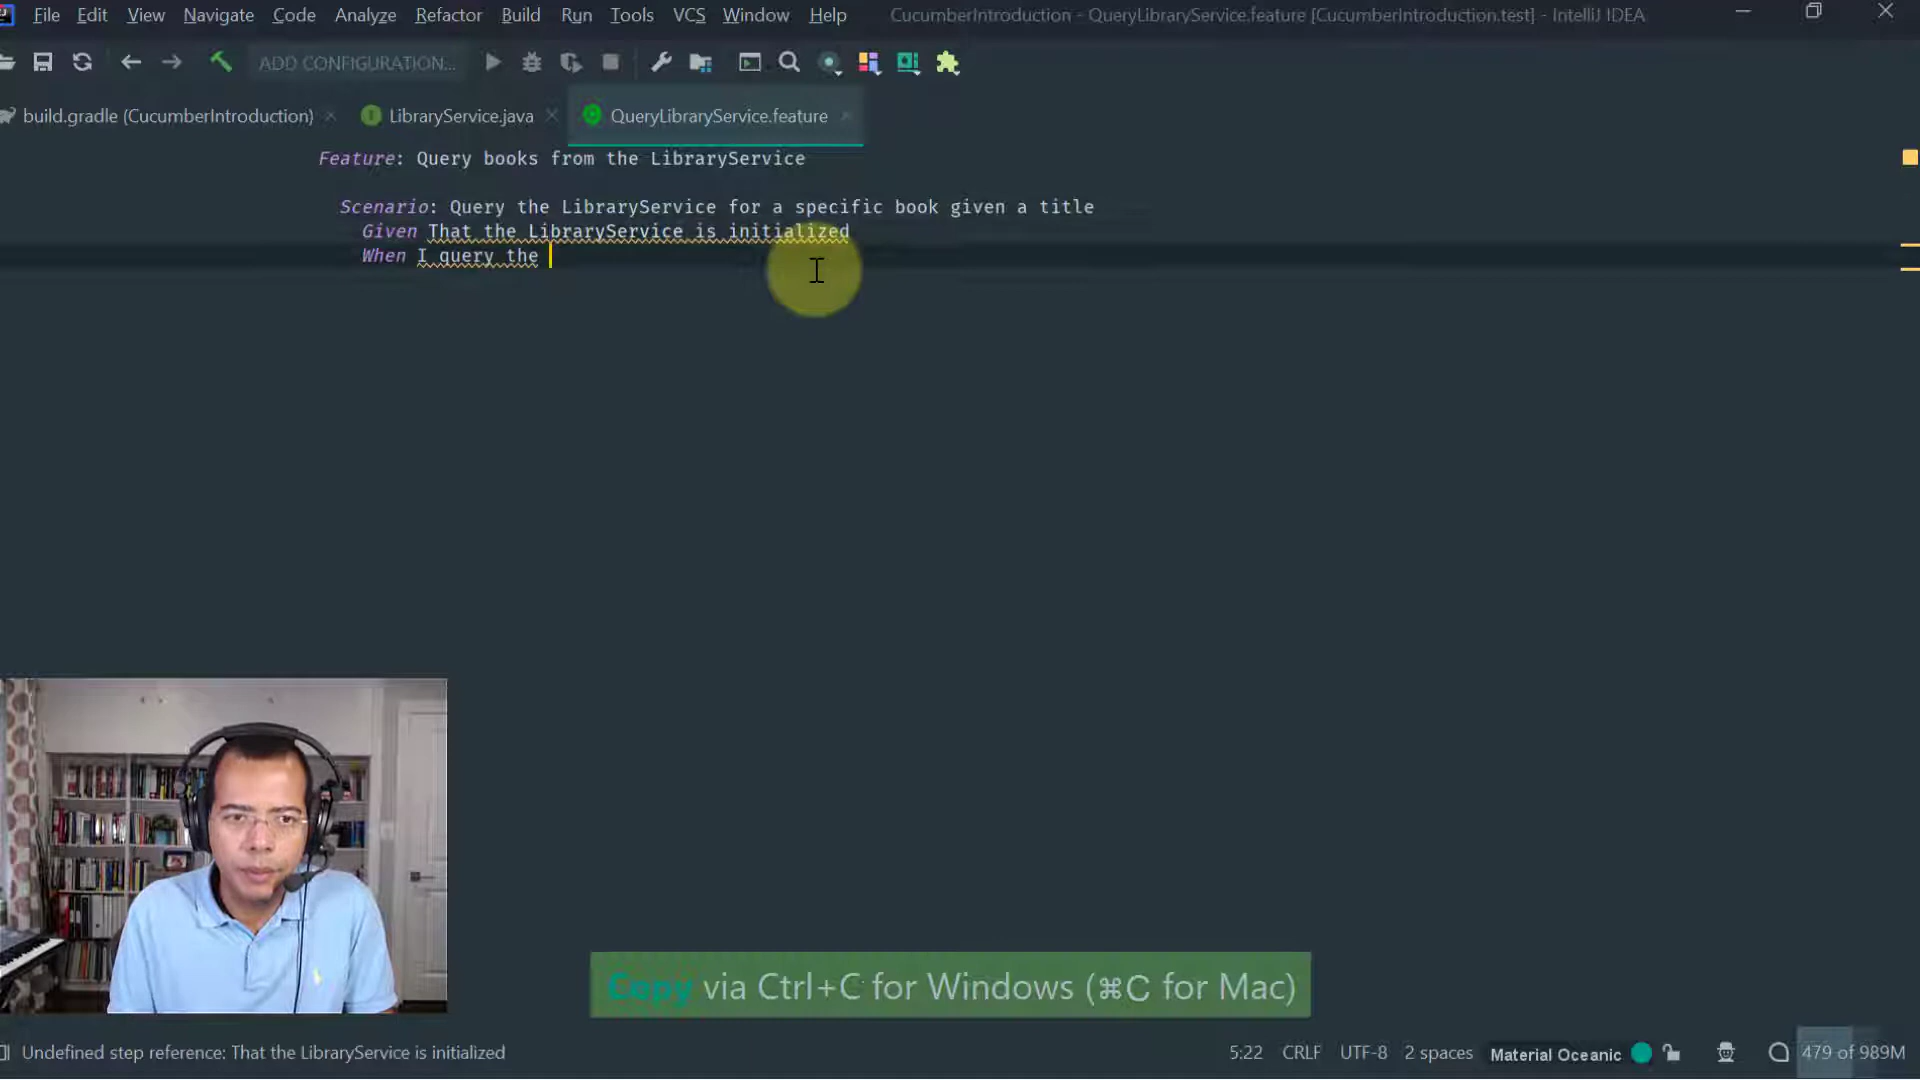 File Edit View Navigate Code Analyze Refactor Build Run Tools VCS Window Help CucumberIntroduction - QueryLibraryService.feature [CucumberIntroduction.test] - IntelliJ IDEA
ADD CONFIGURATION...
build.gradle (CucumberIntroduction) LibraryService.java QueryLibraryService.feature
Feature: Query books from the LibraryService
Scenario: Query the LibraryService for a specific book given a title
Given That the LibraryService is initialized
When I query the
Copy via Ctrl+C for Windows (⌘C for Mac)
Undefined step reference: That the LibraryService is initialized 5:22 CRLF UTF-8 2 spaces Material Oceanic 479 of 989M